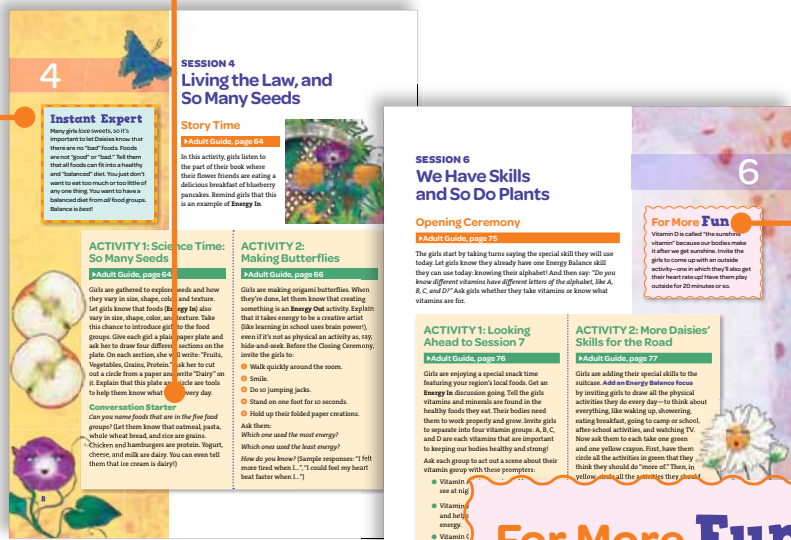 4
SESSION 4
Living the Law, and
So Many Seeds
Instant Expert
Many girls love sweets, so it's
important to let Daisies know that
there are no "bad" foods. Foods
are not "good" or "bad." Tell them
that all foods can fit into a healthy
and "balanced" diet. You just don't
want to eat too much or too little of
any one thing. You want to have a
balanced diet from all food groups.
Balance is best!
Story Time
Adult Guide, page 64
In this activity, girls listen to
the part of their book where
their flower friends are eating a
delicious breakfast of blueberry
pancakes. Remind girls that this
is an example of Energy In.
ACTIVITY 1: Science Time:
So Many Seeds
Adult Guide, page 64
Girls are gathered to explore seeds and how
they vary in size, shape, color, and texture.
Let girls know that foods (Energy In) also
vary in size, shape, color, and texture. Take
this chance to introduce girls to the food
groups. Give each girl a plain paper plate and
ask her to draw four different sections on the
plate. On each section, she will write: "Fruits,
Vegetables, Grains, Protein." Ask her to cut
out a circle from a paper and write "Dairy" on
it. Explain that this plate and circle are tools
to help them know what every day.
Conversation Starter
Can you name foods that are in the five food
groups? (Let them know that oatmeal, pasta,
whole wheat bread, and rice are grains.
Chicken and hamburgers are protein. Yogurt,
cheese, and milk are dairy. You can even tell
them that ice cream is dairy!)
8
ACTIVITY 2:
Making Butterflies
Adult Guide, page 66
Girls are making origami butterflies. When
they're done, let them know that creating
something is an Energy Out activity. Explain
that it takes energy to be a creative artist
(like learning in school uses brain power!),
even if it's not as physical an activity as, say,
hide-and-seek. Before the Closing Ceremony,
invite the girls to:
Walk quickly around the room.
Smile.
Do 10 jumping jacks.
Stand on one foot for 10 seconds.
Hold up their folded paper creations.
Ask them:
Which one used the most energy?
Which ones used the least energy?
How do you know? (Sample responses: "I felt
more tired when I…", "I could feel my heart
beat faster when I…")
6
SESSION 6
We Have Skills
and So Do Plants
Opening Ceremony
Adult Guide, page 75
The girls start by taking turns saying the special skill they will use
today. Let girls know they already have one Energy Balance skill
they can use today: knowing their alphabet! And then say: "Do you
know different vitamins have different letters of the alphabet, like A,
B, C, and D?" Ask girls whether they take vitamins or know what
vitamins are for.
For More Fun
Vitamin D is called "the sunshine
vitamin" because our bodies make
it after we get sunshine. Invite the
girls to come up with an outside
activity—one in which they'll also get
their heart rate up! Have them play
outside for 20 minutes or so.
ACTIVITY 1: Looking
Ahead to Session 7
Adult Guide, page 76
Girls are enjoying a special snack time
featuring your region's local foods. Get an
Energy In discussion going. Tell the girls
vitamins and minerals are found in the
healthy foods they eat. Their bodies need
them to work properly and grow. Invite girls
to separate into four vitamin groups: A, B, C,
and D are each vitamins that are important
to keeping our bodies healthy and strong!
Ask each group to act out a scene about their
vitamin group with these prompters:
Vitamin
see at nig
Vitamin
and help
energy.
Vitamin C
ACTIVITY 2: More Daisies'
Skills for the Road
Adult Guide, page 77
Girls are adding their special skills to the
suitcase. Add an Energy Balance focus
by inviting girls to draw all the physical
activities they do every day—to think about
everything, like waking up, showering,
eating breakfast, going to camp or school,
after-school activities, and watching TV.
Now ask them to each take one green
and one yellow crayon. First, have them
circle all the activities in green that they
think they should do "more of." Then, in
yellow, circle all the activities they should
For More Fun